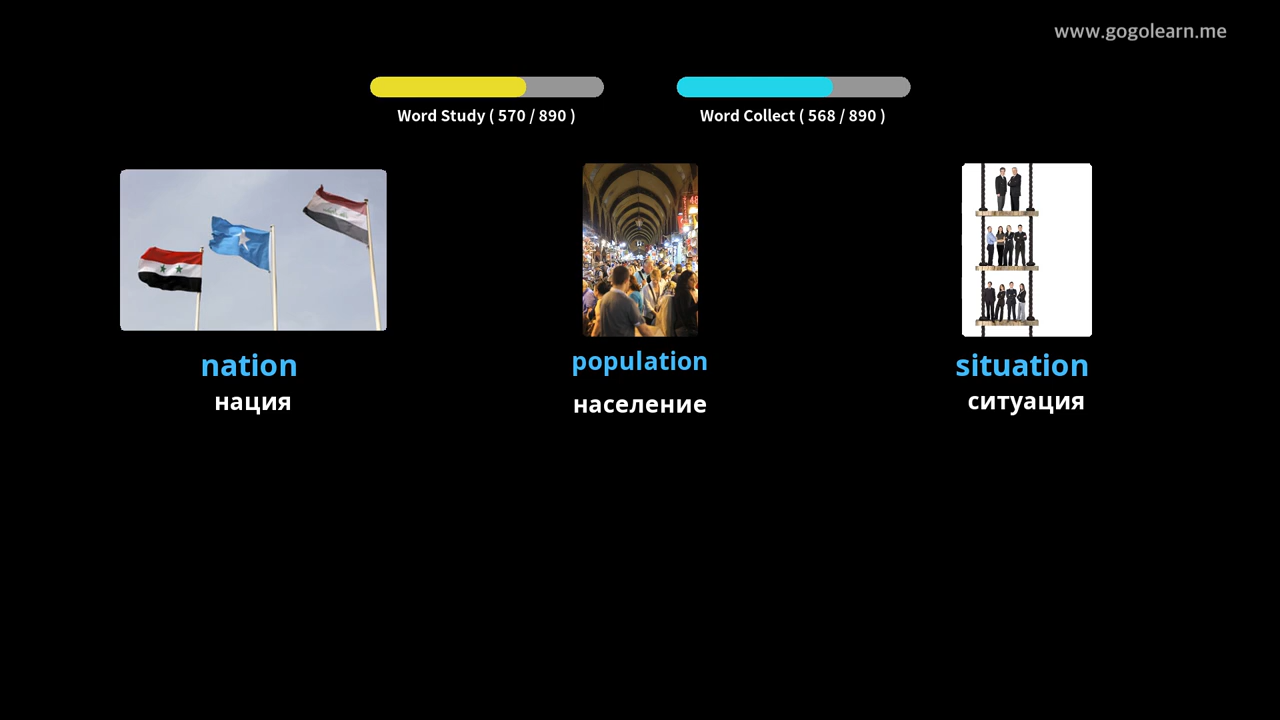 www.gogolearn.me
Word Study ( 570 / 890 )
Word Collect ( 568 / 890 )
nation
нация
population
население
situation
ситуация